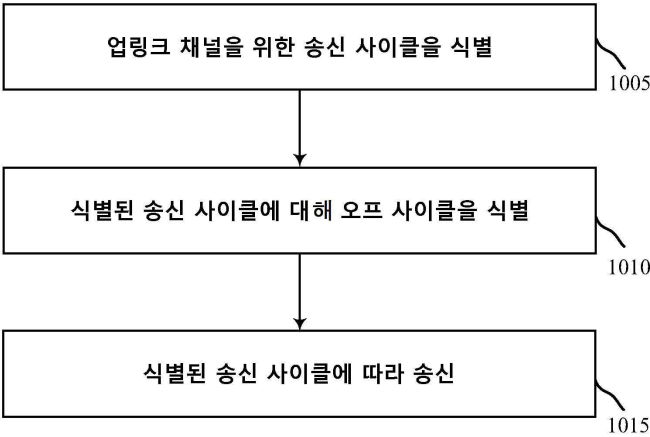 업링크 채널을 위한 송신 사이클을 식별
1005
식별된 송신 사이클에 대해 오프 사이클을 식별
1010
식별된 송신 사이클에 따라 송신
1015